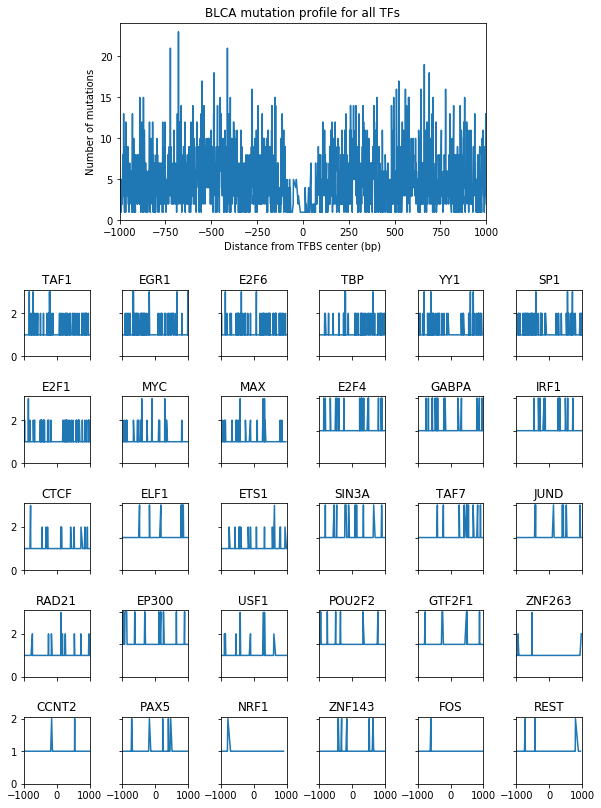 BLCA mutation profile for all TFs
20
15
10
5
0
Number of mutations
−1000 −750 −500 −250 0 250 500 750 1000
Distance from TFBS center (bp)
TAF1 EGR1 E2F6 TBP YY1 SP1
2
0
E2F1 MYC MAX E2F4 GABPA IRF1
2
0
CTCF ELF1 ETS1 SIN3A TAF7 JUND
2
0
RAD21 EP300 USF1 POU2F2 GTF2F1 ZNF263
2
0
CCNT2 PAX5 NRF1 ZNF143 FOS REST
2
1
0
−1000 0 1000 −1000 0 1000 −1000 0 1000 −1000 0 1000 −1000 0 1000 −1000 0 1000